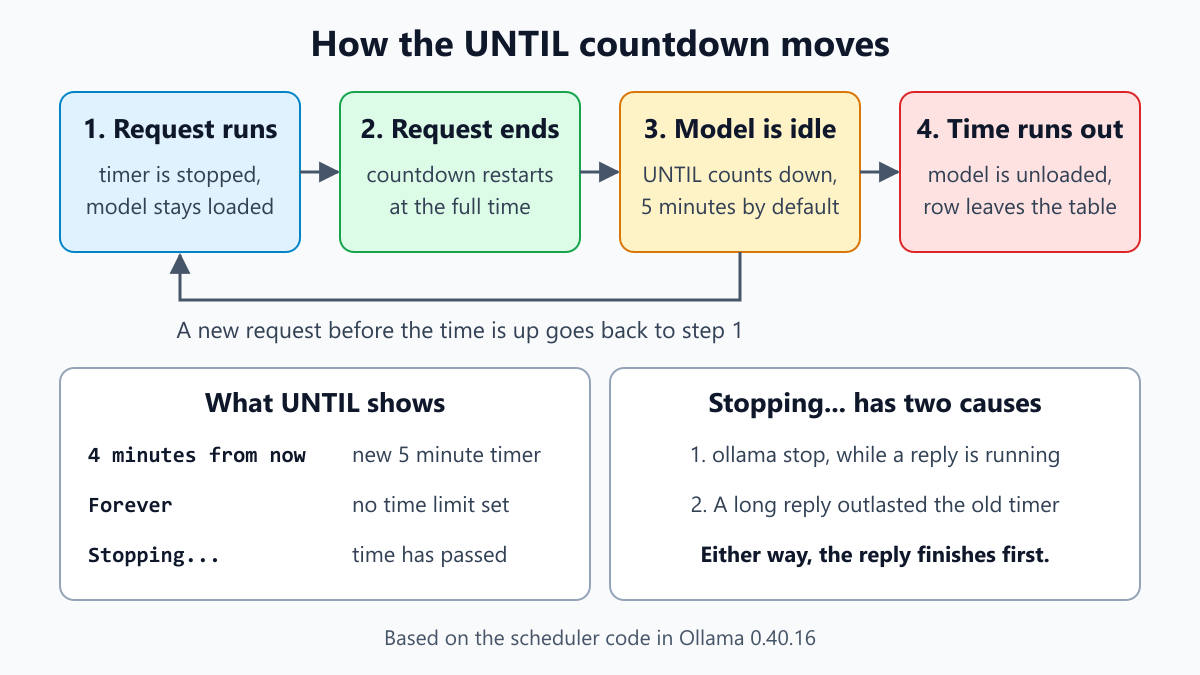 How the UNTIL countdown moves
1. Request runs
timer is stopped,
model stays loaded
2. Request ends
countdown restarts
at the full time
3. Model is idle
UNTIL counts down,
5 minutes by default
4. Time runs out
model is unloaded,
row leaves the table
A new request before the time is up goes back to step 1
What UNTIL shows
4 minutes from now new 5 minute timer
Forever no time limit set
Stopping... time has passed
Stopping... has two causes
1. ollama stop, while a reply is running
2. A long reply outlasted the old timer
Either way, the reply finishes first.
Based on the scheduler code in Ollama 0.40.16